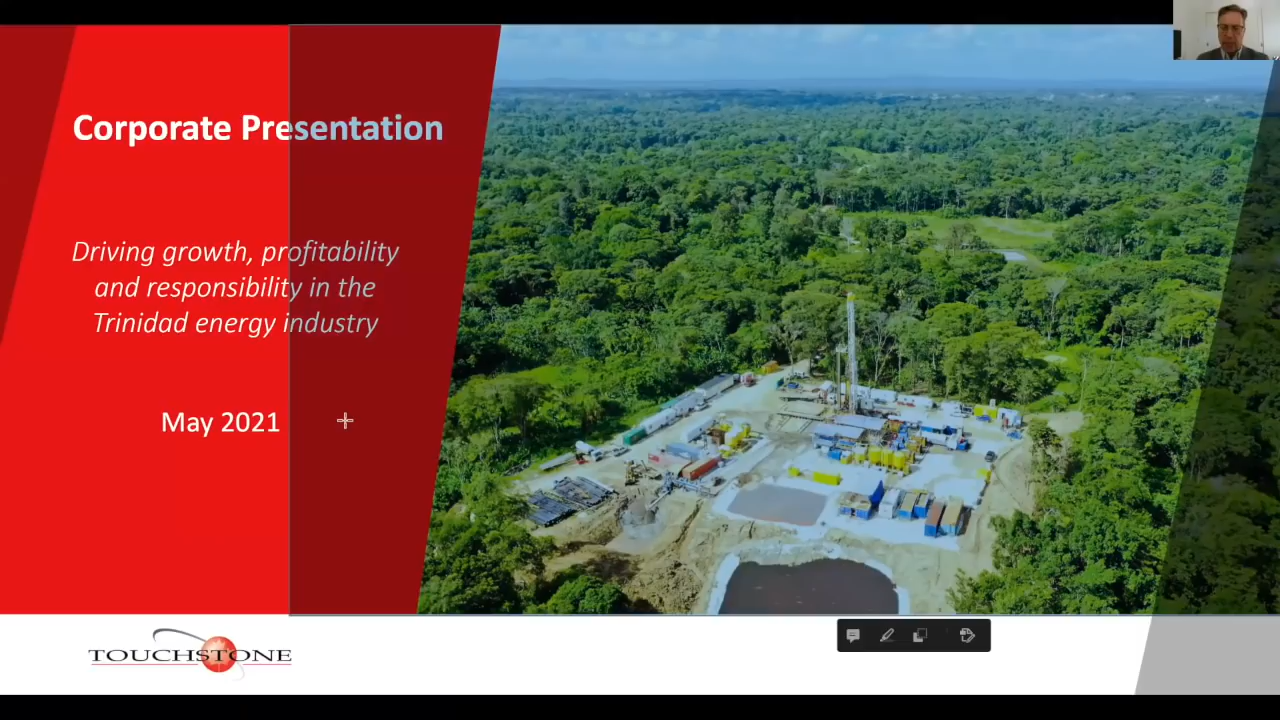 Corporate Presentation
Driving growth, profitability
and responsibility in the
Trinidad energy industry
May 2021
TOUCHSTONE